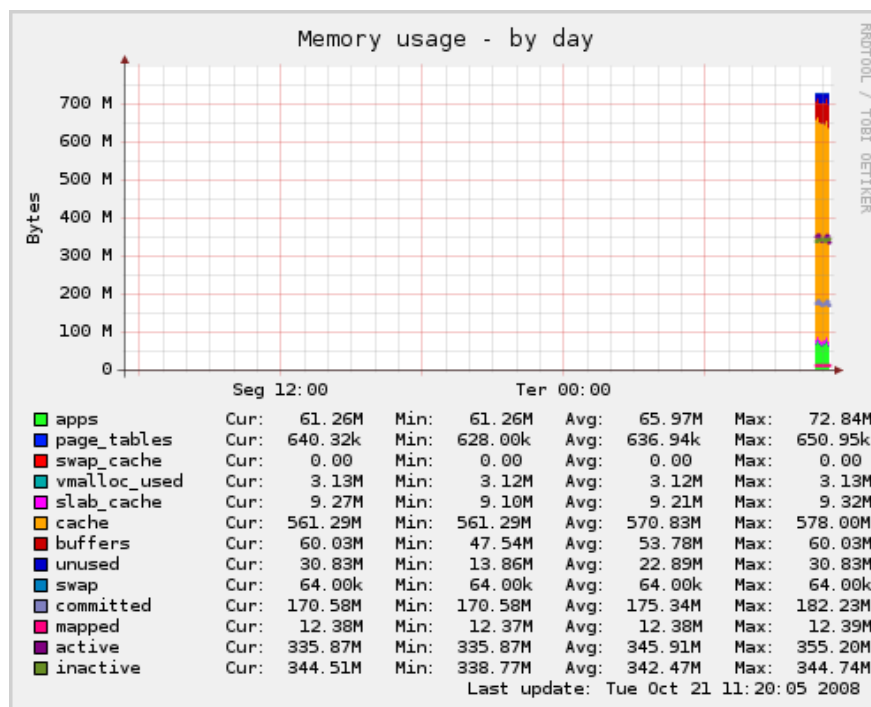 Memory usage - by day
RRDTOOL / TOBI OETIKER
Bytes
700 M
600 M
500 M
400 M
300 M
200 M
100 M
0
Seg 12:00 Ter 00:00
apps Cur: 61.26M Min: 61.26M Avg: 65.97M Max: 72.84M
page_tables Cur: 640.32k Min: 628.00k Avg: 636.94k Max: 650.95k
swap_cache Cur: 0.00 Min: 0.00 Avg: 0.00 Max: 0.00
vmalloc_used Cur: 3.13M Min: 3.12M Avg: 3.12M Max: 3.13M
slab_cache Cur: 9.27M Min: 9.10M Avg: 9.21M Max: 9.32M
cache Cur: 561.29M Min: 561.29M Avg: 570.83M Max: 578.00M
buffers Cur: 60.03M Min: 47.54M Avg: 53.78M Max: 60.03M
unused Cur: 30.83M Min: 13.86M Avg: 22.89M Max: 30.83M
swap Cur: 64.00k Min: 64.00k Avg: 64.00k Max: 64.00k
committed Cur: 170.58M Min: 170.58M Avg: 175.34M Max: 182.23M
mapped Cur: 12.38M Min: 12.37M Avg: 12.38M Max: 12.39M
active Cur: 335.87M Min: 335.87M Avg: 345.91M Max: 355.20M
inactive Cur: 344.51M Min: 338.77M Avg: 342.47M Max: 344.74M
Last update: Tue Oct 21 11:20:05 2008